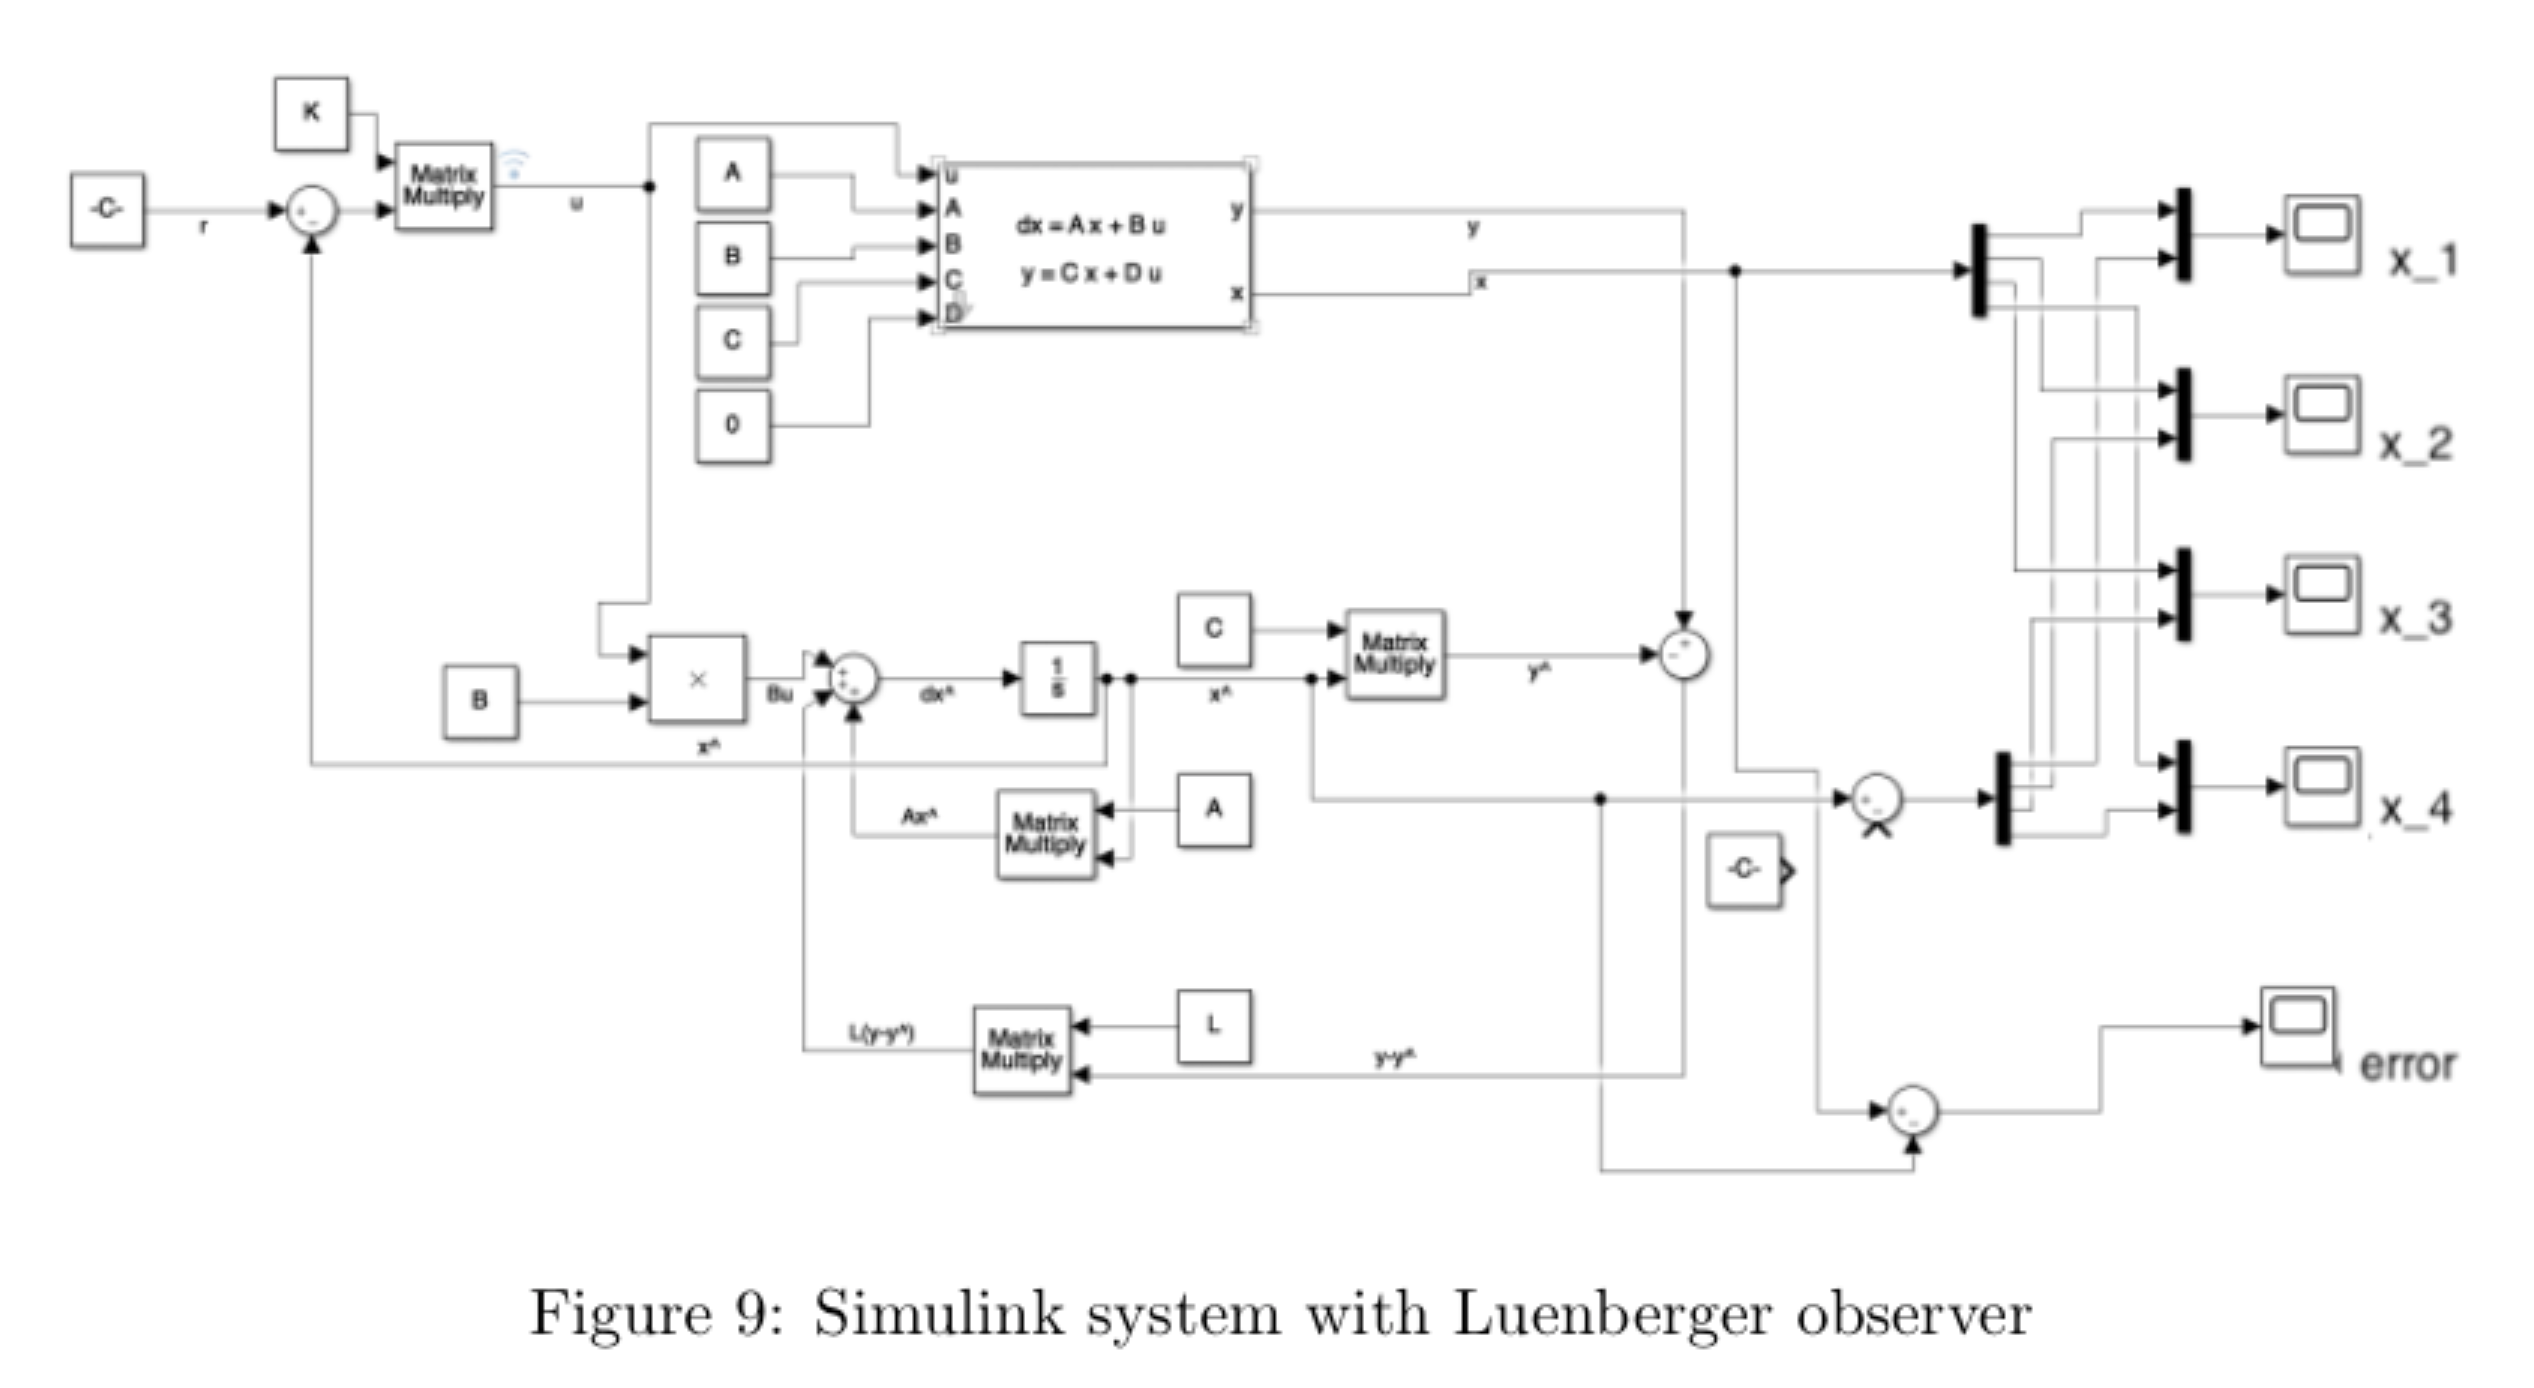 K
-C-
r
+
-
Matrix
Multiply
u
A
B
C
0
u
A
B
C
D
dx = A x + B u
y = C x + D u
y
x
y
x
x_1
x_2
x_3
x_4
B
×
Bu
x^
+
+
-
dx^
1
s
x^
C
Matrix
Multiply
y^
-
+
Ax^
Matrix
Multiply
A
+
-
-C-
L(y-y^)
Matrix
Multiply
L
y-y^
+
-
error
Figure 9: Simulink system with Luenberger observer